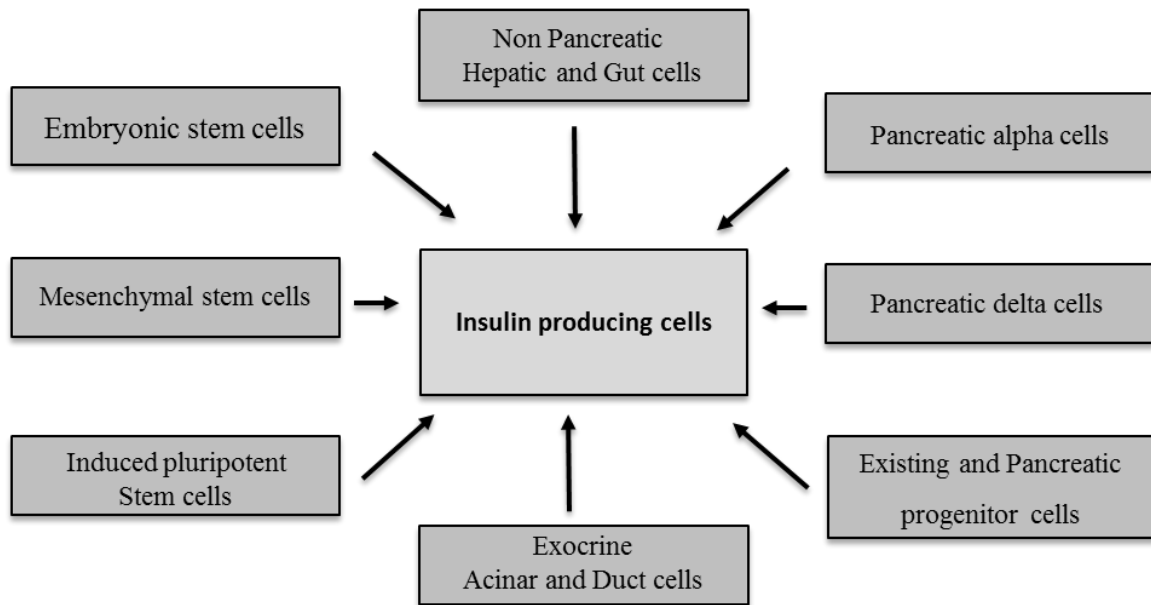 Non Pancreatic
Hepatic and Gut cells
Embryonic stem cells
Pancreatic alpha cells
Mesenchymal stem cells
Insulin producing cells
Pancreatic delta cells
Induced pluripotent
Stem cells
Existing and Pancreatic
progenitor cells
Exocrine
Acinar and Duct cells